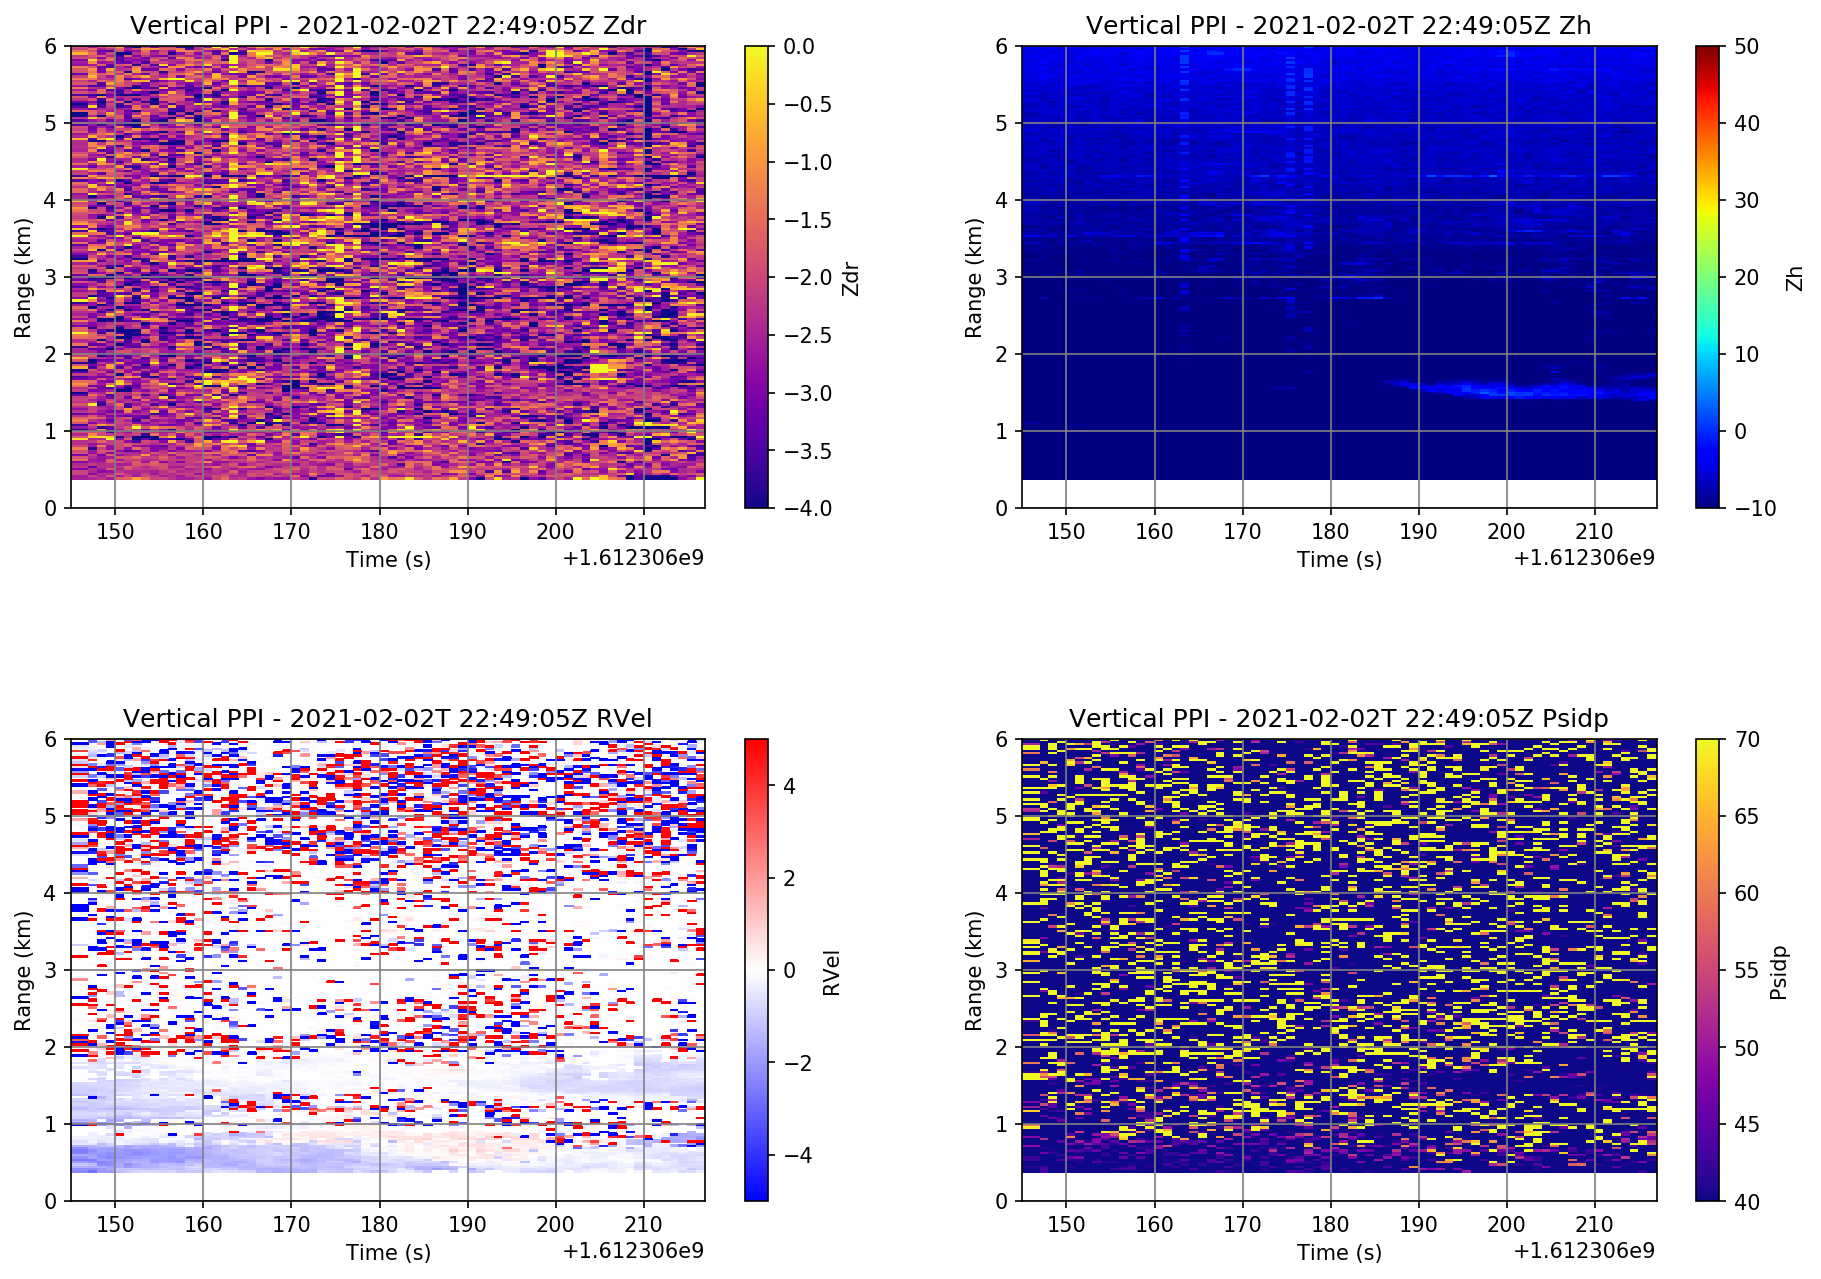 Vertical PPI - 2021-02-02T 22:49:05Z Zdr
6
5
4
3
2
1
0
Range (km)
150 160 170 180 190 200 210
Time (s)
+1.612306e9
0.0
−0.5
−1.0
−1.5
−2.0
−2.5
−3.0
−3.5
−4.0
Zdr
Vertical PPI - 2021-02-02T 22:49:05Z Zh
6
5
4
3
2
1
0
Range (km)
150 160 170 180 190 200 210
Time (s)
+1.612306e9
50
40
30
20
10
0
−10
Zh
Vertical PPI - 2021-02-02T 22:49:05Z RVel
6
5
4
3
2
1
0
Range (km)
150 160 170 180 190 200 210
Time (s)
+1.612306e9
4
2
0
−2
−4
RVel
Vertical PPI - 2021-02-02T 22:49:05Z Psidp
6
5
4
3
2
1
0
Range (km)
150 160 170 180 190 200 210
Time (s)
+1.612306e9
70
65
60
55
50
45
40
Psidp